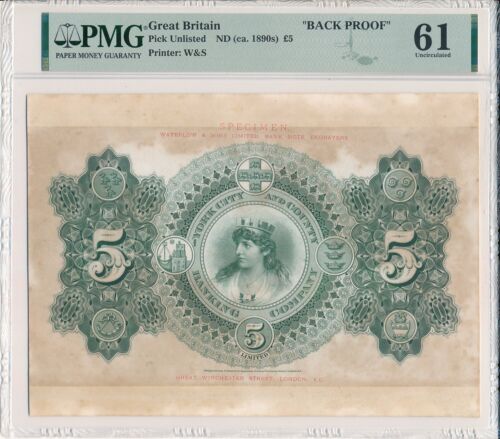 PMG
PAPER MONEY GUARANTY
Great Britain
"BACK PROOF"
Pick Unlisted ND (ca. 1890s) £5
Printer: W&S
61
Uncirculated
SPECIMEN.
WATERLOW & SONS LIMITED, BANK NOTE ENGRAVERS
YORK CITY AND COUNTY
BANKING COMPANY
5
5
5
LIMITED
GREAT WINCHESTER STREET, LONDON, E.C.